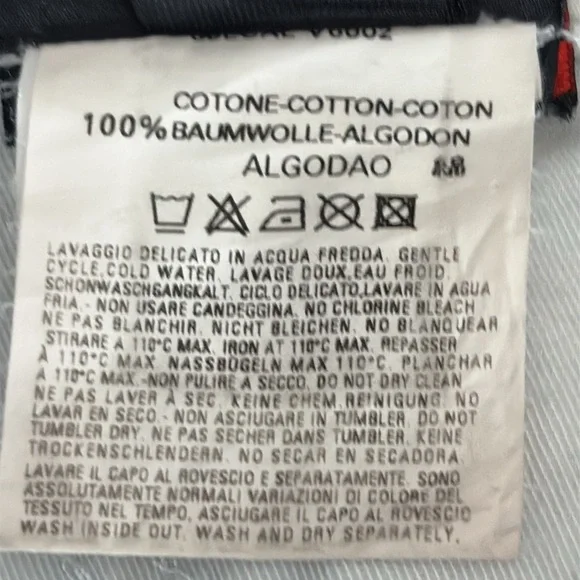 COTONE-COTTON-COTON
100% BAUMWOLLE-ALGODON
ALGODAO
LAVAGGIO DELICATO IN ACQUA FREDDA. GENTLE
CYCLE, COLD WATER. LAVAGE DOUX, EAU FROID.
SCHONWASCHGANGKALT. CICLO DELICATO, LAVARE IN AGUA
FRIA. - NON USARE CANDEGGINA. NO CHLORINE BLEACH
NE PAS BLANCHIR. NICHT BLEICHEN. NO BLANQUEAR
STIRARE A 110°C MAX. IRON AT 110°C MAX. REPASSER
À 110°C MAX. NASSBÜGELN MAX 110°C. PLANCHAR
A 110°C MAX. -NON PULIRE A SECCO. DO NOT DRY CLEAN
NE PAS LAVER À SEC. KEINE CHEM.REINIGUNG. NO
LAVAR EN SECO. - NON ASCIUGARE IN TUMBLER. DO NOT
TUMBLER DRY. NE PAS SECHER DANS TUMBLER. KEINE
TROCKENSCHLENDERN. NO SECAR EN SECADORA
LAVARE IL CAPO AL ROVESCIO E SEPARATAMENTE. SONO
ASSOLUTAMENTE NORMALI VARIAZIONI DI COLORE DEL
TESSUTO NEL TEMPO. ASCIUGARE IL CAPO AL ROVESCIO
WASH INSIDE OUT. WASH AND DRY SEPARATELY.